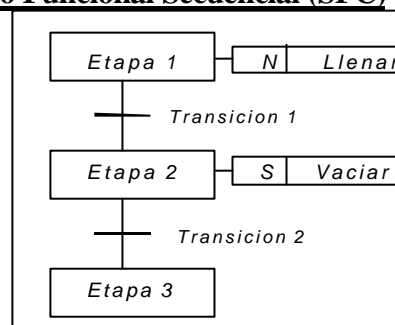 o Funcional Secuencial (SFC)
Etapa 1 N Llenar
Transicion 1
Etapa 2 S Vaciar
Transicion 2
Etapa 3